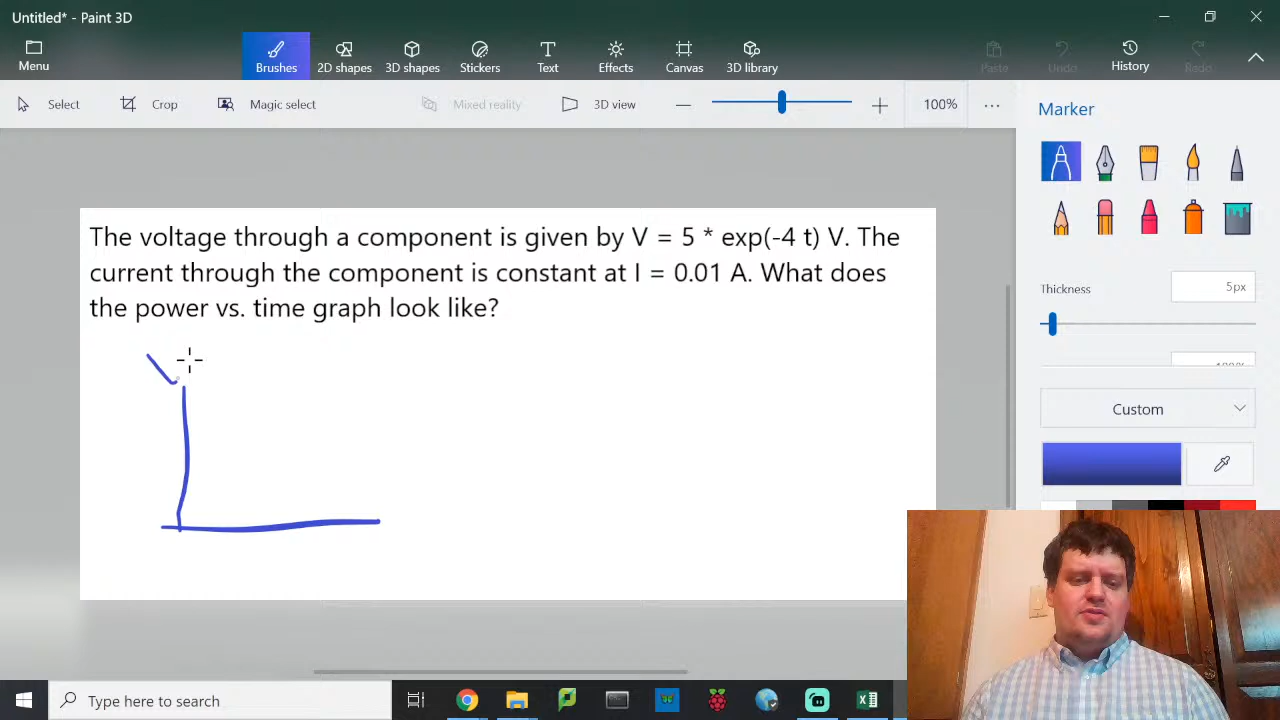 Untitled* - Paint 3D
Menu
Brushes
2D shapes
3D shapes
Stickers
Text
Effects
Canvas
3D library
Paste
Undo
History
Redo
Select
Crop
Magic select
Mixed reality
3D view
100%
Marker
The voltage through a component is given by V = 5 * exp(-4 t) V. The
current through the component is constant at I = 0.01 A. What does
the power vs. time graph look like?
Thickness
5px
Custom
Type here to search